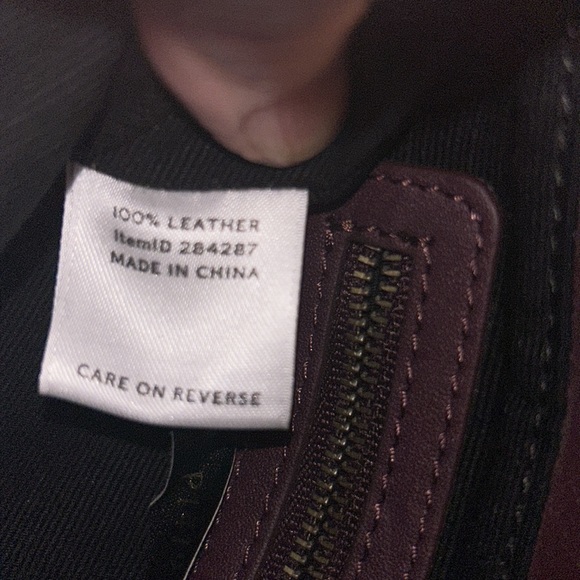 100% LEATHER
ItemID 284287
MADE IN CHINA
CARE ON REVERSE